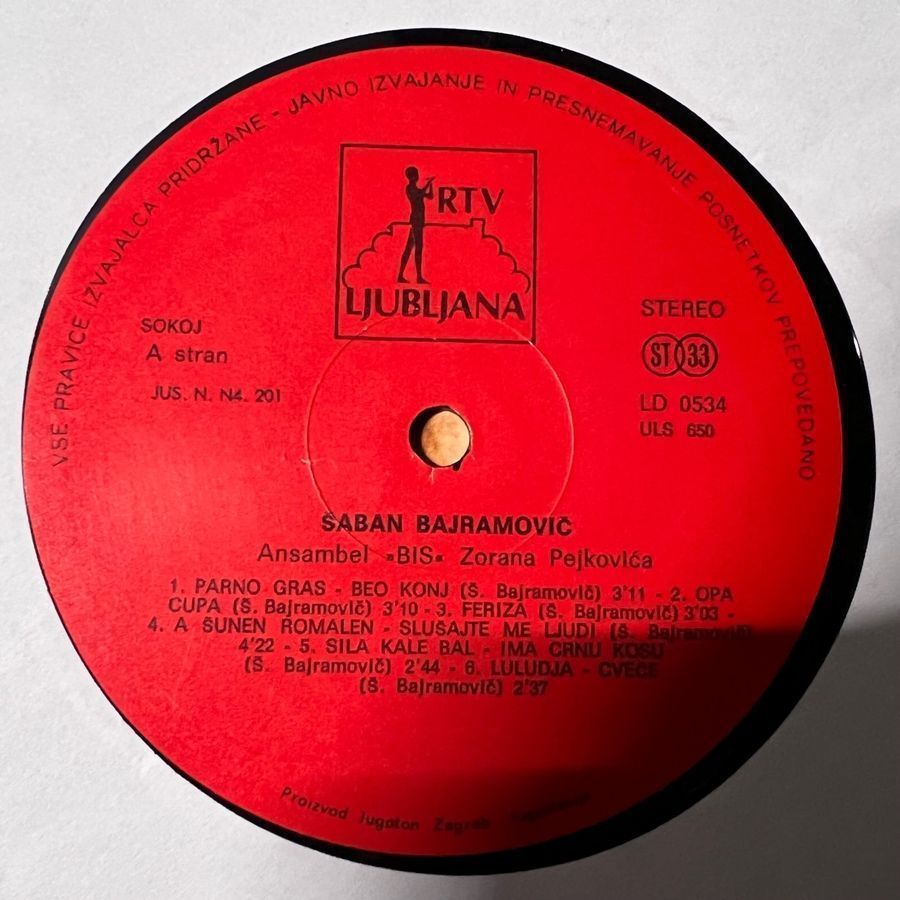 VSE PRAVICE IZVAJALCA PRIDRŽANE - JAVNO IZVAJANJE IN PRESNEMAVANJE POSNETKOV PREPOVEDANO
RTV
LJUBLJANA
SOKOJ
A stran
JUS. N. N4. 201
STEREO
ST 33
LD 0534
ULS 650
ŠABAN BAJRAMOVIČ
Ansambel »BIS« Zorana Pejkovića
1. PARNO GRAS - BEO KONJ (Š. Bajramovič) 3'11 - 2. OPA
CUPA (Š. Bajramovič) 3'10 - 3. FERIZA (Š. Bajramovič) 3'03 -
4. A ŠUNEN ROMALEN - SLUŠAJTE ME LJUDI (Š. Bajramovič)
4'22 - 5. SILA KALE BAL - IMA CRNU KOSU
(Š. Bajramovič) 2'44 - 6. LULUDJA - CVEĆE
(Š. Bajramovič) 2'37
Proizvod Jugoton Zagreb